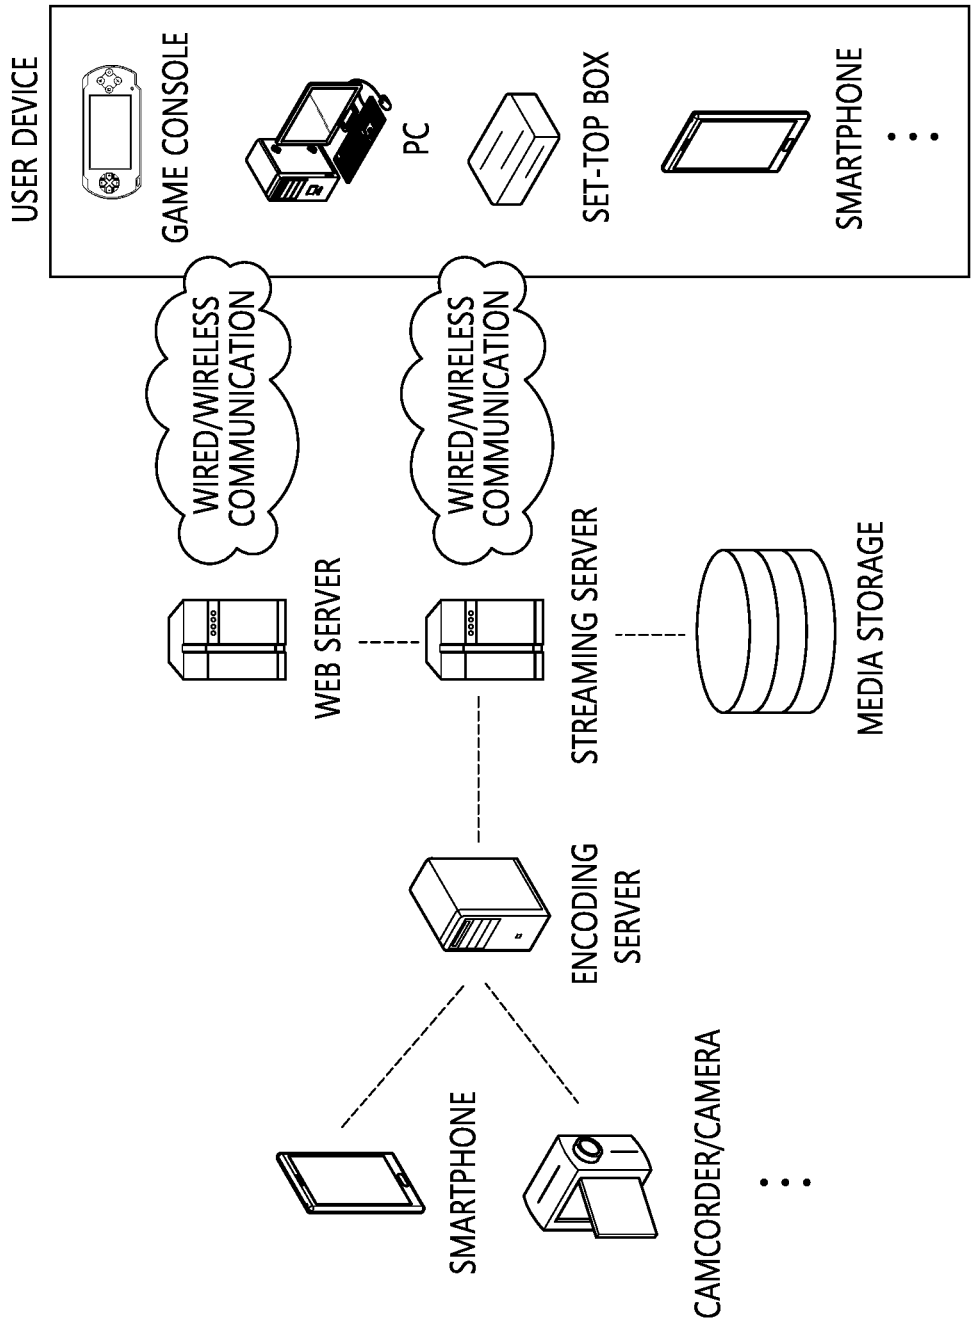 USER DEVICE
GAME CONSOLE
PC
SET-TOP BOX
SMARTPHONE
WIRED/WIRELESS
COMMUNICATION
WIRED/WIRELESS
COMMUNICATION
WEB SERVER
STREAMING SERVER
MEDIA STORAGE
ENCODING
SERVER
SMARTPHONE
CAMCORDER/CAMERA